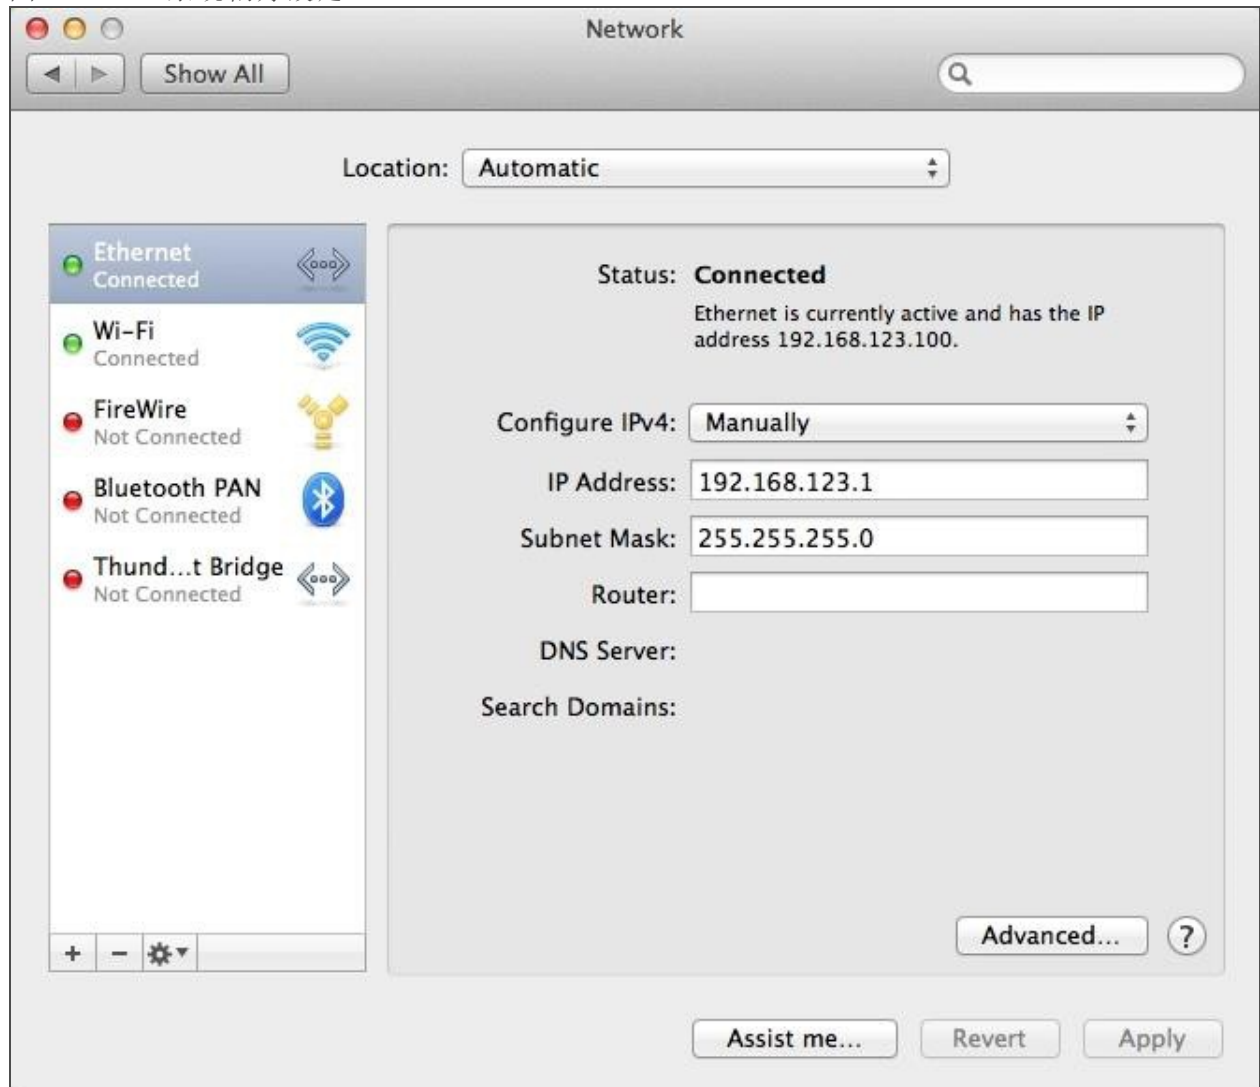 Network
Show All
Location: Automatic
Ethernet
Connected
Wi-Fi
Connected
FireWire
Not Connected
Bluetooth PAN
Not Connected
Thund...t Bridge
Not Connected
Status: Connected
Ethernet is currently active and has the IP
address 192.168.123.100.
Configure IPv4: Manually
IP Address: 192.168.123.1
Subnet Mask: 255.255.255.0
Router:
DNS Server:
Search Domains:
Advanced...
?
Assist me...
Revert
Apply